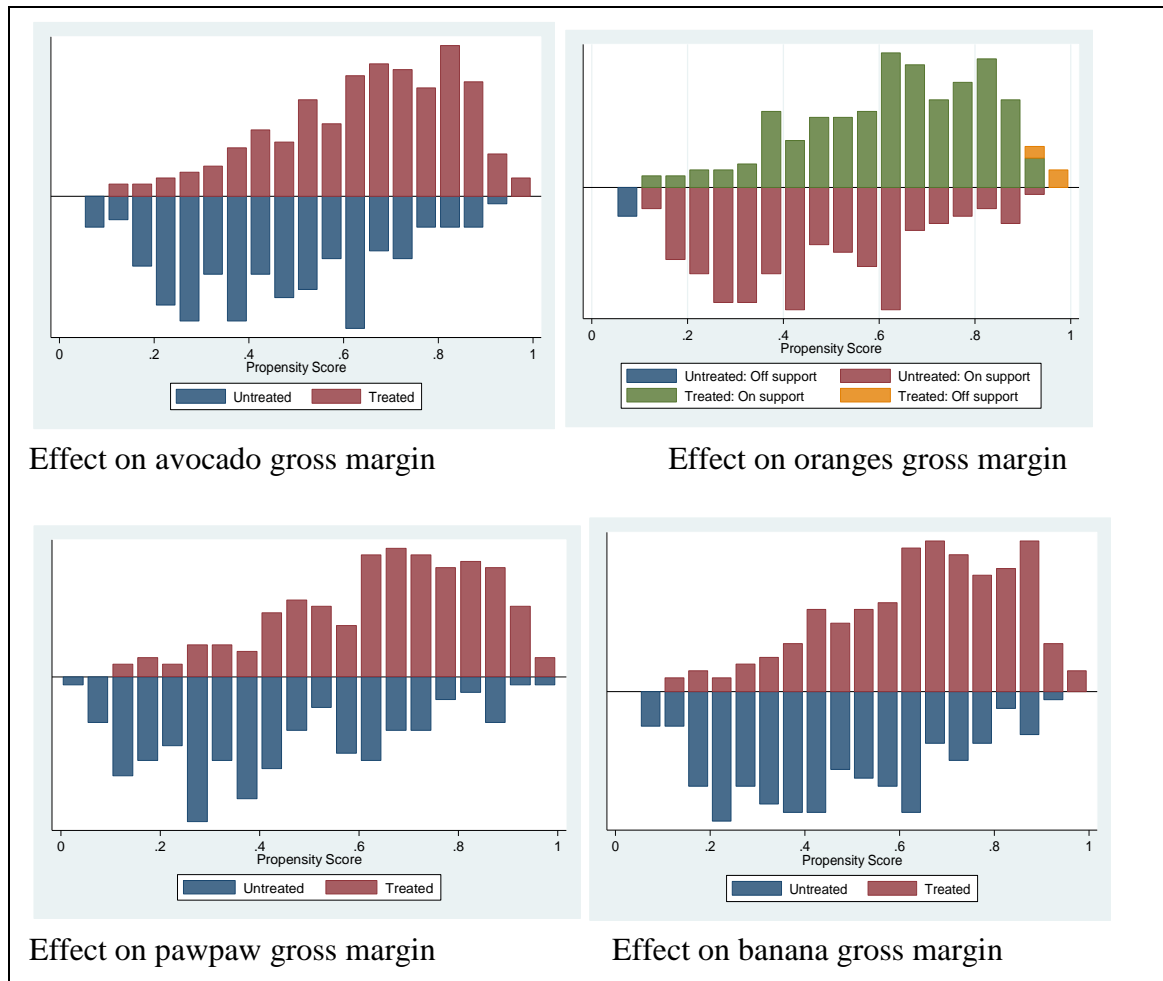 0 .2 .4 .6 .8 1
Propensity Score
Untreated Treated
0 .2 .4 .6 .8 1
Propensity Score
Untreated: Off support Untreated: On support
Treated: On support Treated: Off support
Effect on avocado gross margin
Effect on oranges gross margin
0 .2 .4 .6 .8 1
Propensity Score
Untreated Treated
0 .2 .4 .6 .8 1
Propensity Score
Untreated Treated
Effect on pawpaw gross margin
Effect on banana gross margin